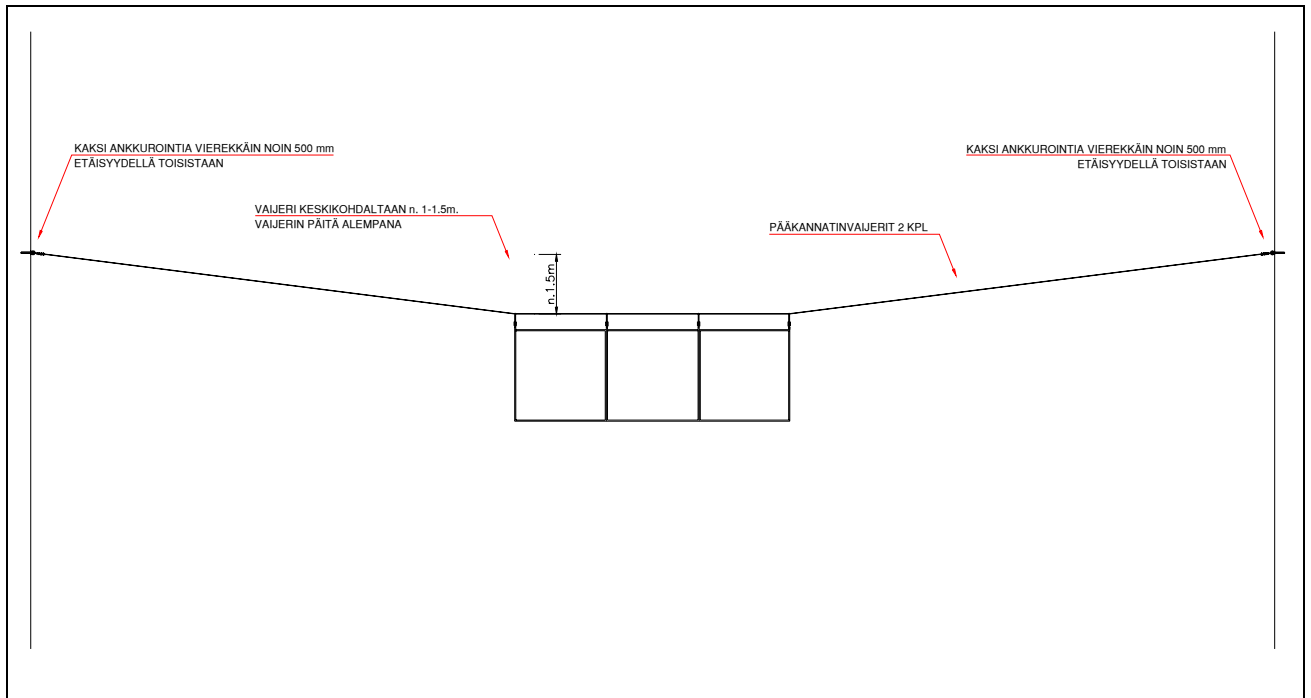 KAKSI ANKKUROINTIA VIEREKKÄIN NOIN 500 mm
ETÄISYYDELLÄ TOISISTAAN
KAKSI ANKKUROINTIA VIEREKKÄIN NOIN 500 mm
ETÄISYYDELLÄ TOISISTAAN
VAIJERI KESKIKOHDALTAAN n. 1-1.5m.
VAIJERIN PÄITÄ ALEMPANA
PÄÄKANNATINVAIJERIT 2 KPL
n.1.5m